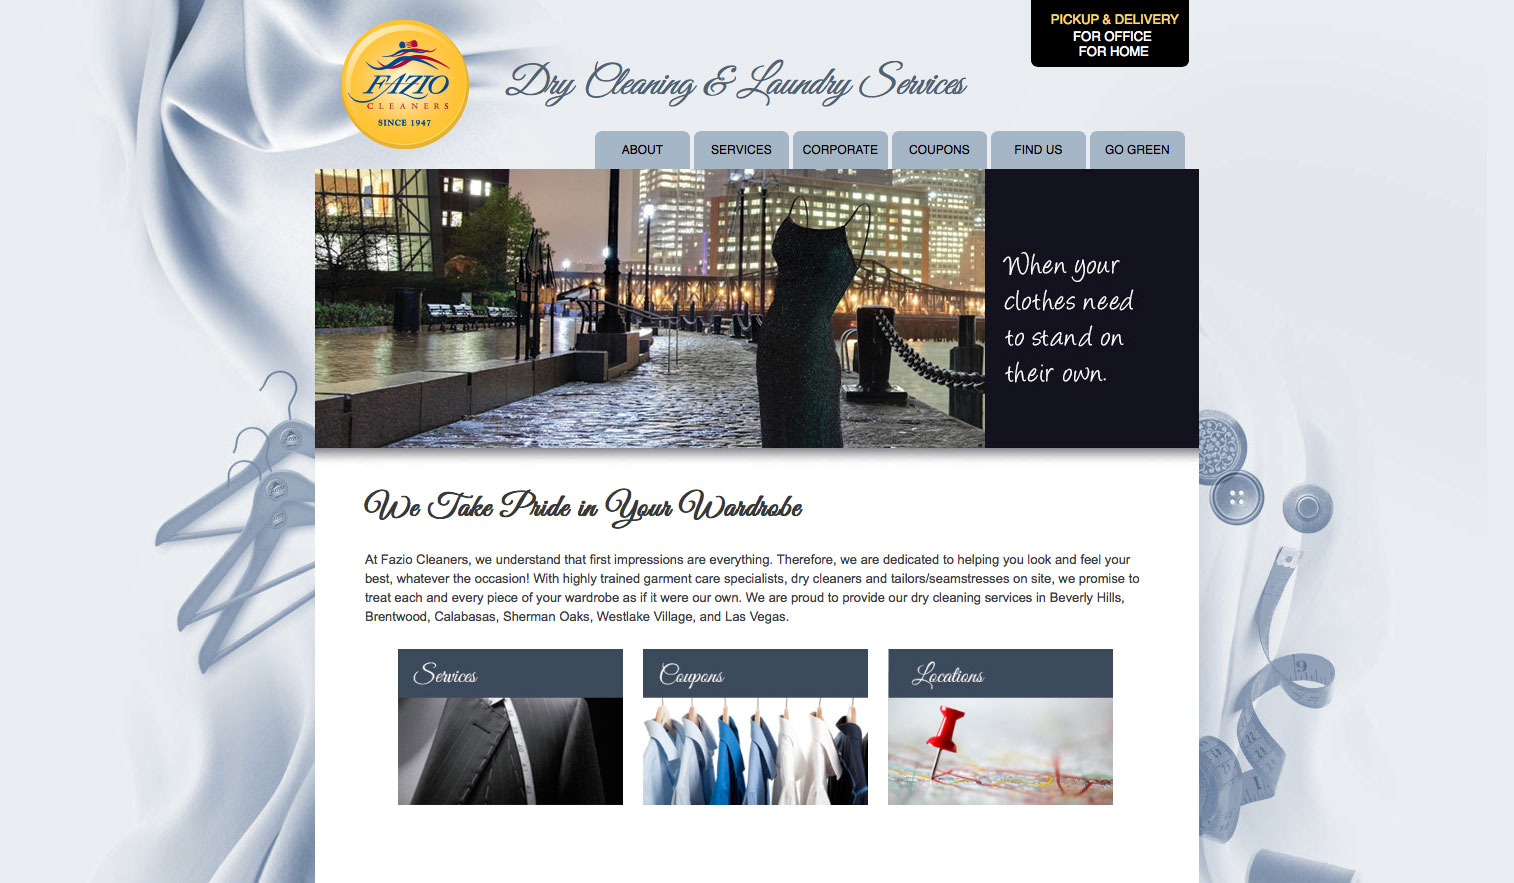 FAZIO
CLEANERS
SINCE 1947
Dry Cleaning & Laundry Services
PICKUP & DELIVERY
FOR OFFICE
FOR HOME
ABOUT
SERVICES
CORPORATE
COUPONS
FIND US
GO GREEN
When your
clothes need
to stand on
their own.
We Take Pride in Your Wardrobe
At Fazio Cleaners, we understand that first impressions are everything. Therefore, we are dedicated to helping you look and feel your
best, whatever the occasion! With highly trained garment care specialists, dry cleaners and tailors/seamstresses on site, we promise to
treat each and every piece of your wardrobe as if it were our own. We are proud to provide our dry cleaning services in Beverly Hills,
Brentwood, Calabasas, Sherman Oaks, Westlake Village, and Las Vegas.
Services
Coupons
Locations
9